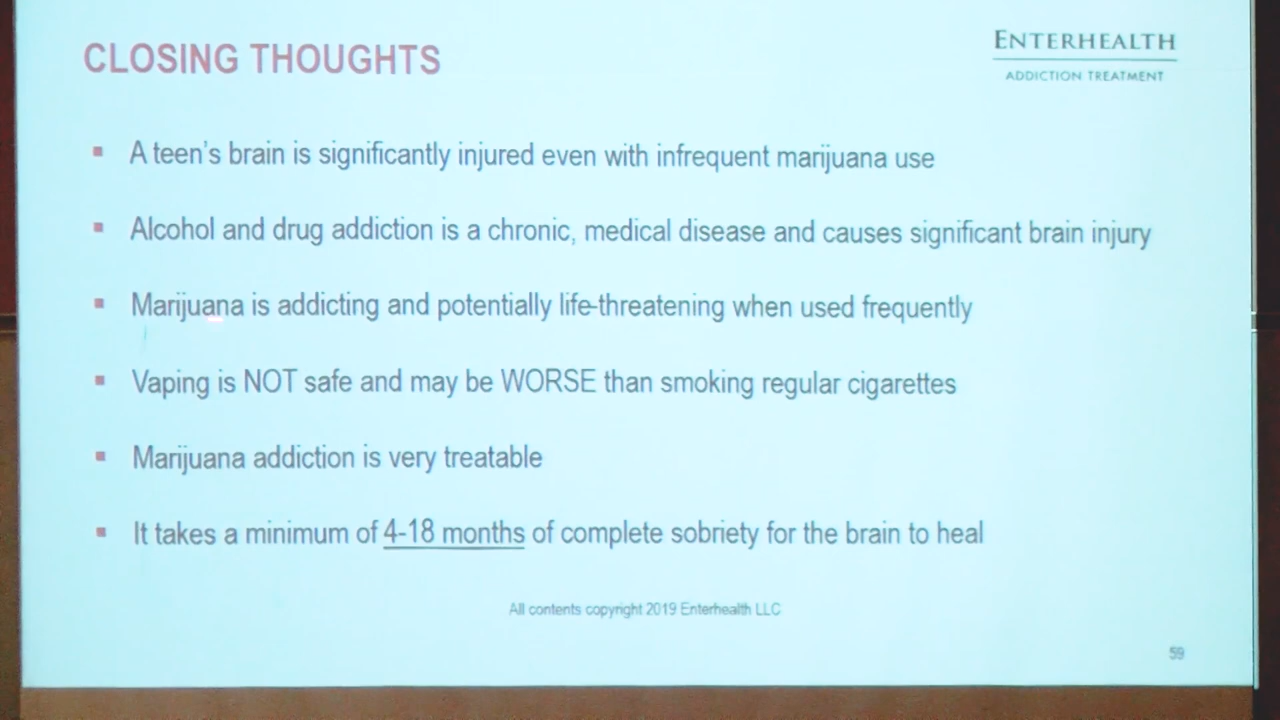 CLOSING THOUGHTS
ENTERHEALTH
ADDICTION TREATMENT
▪ A teen's brain is significantly injured even with infrequent marijuana use
▪ Alcohol and drug addiction is a chronic, medical disease and causes significant brain injury
▪ Marijuana is addicting and potentially life-threatening when used frequently
▪ Vaping is NOT safe and may be WORSE than smoking regular cigarettes
▪ Marijuana addiction is very treatable
▪ It takes a minimum of 4-18 months of complete sobriety for the brain to heal
All contents copyright 2019 Enterhealth LLC
59